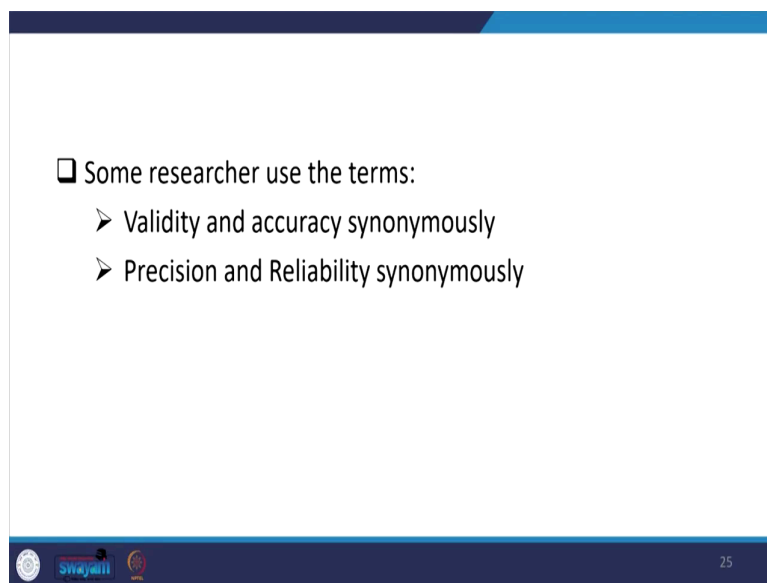 ❑ Some researcher use the terms:
➢ Validity and accuracy synonymously
➢ Precision and Reliability synonymously
swayam
25